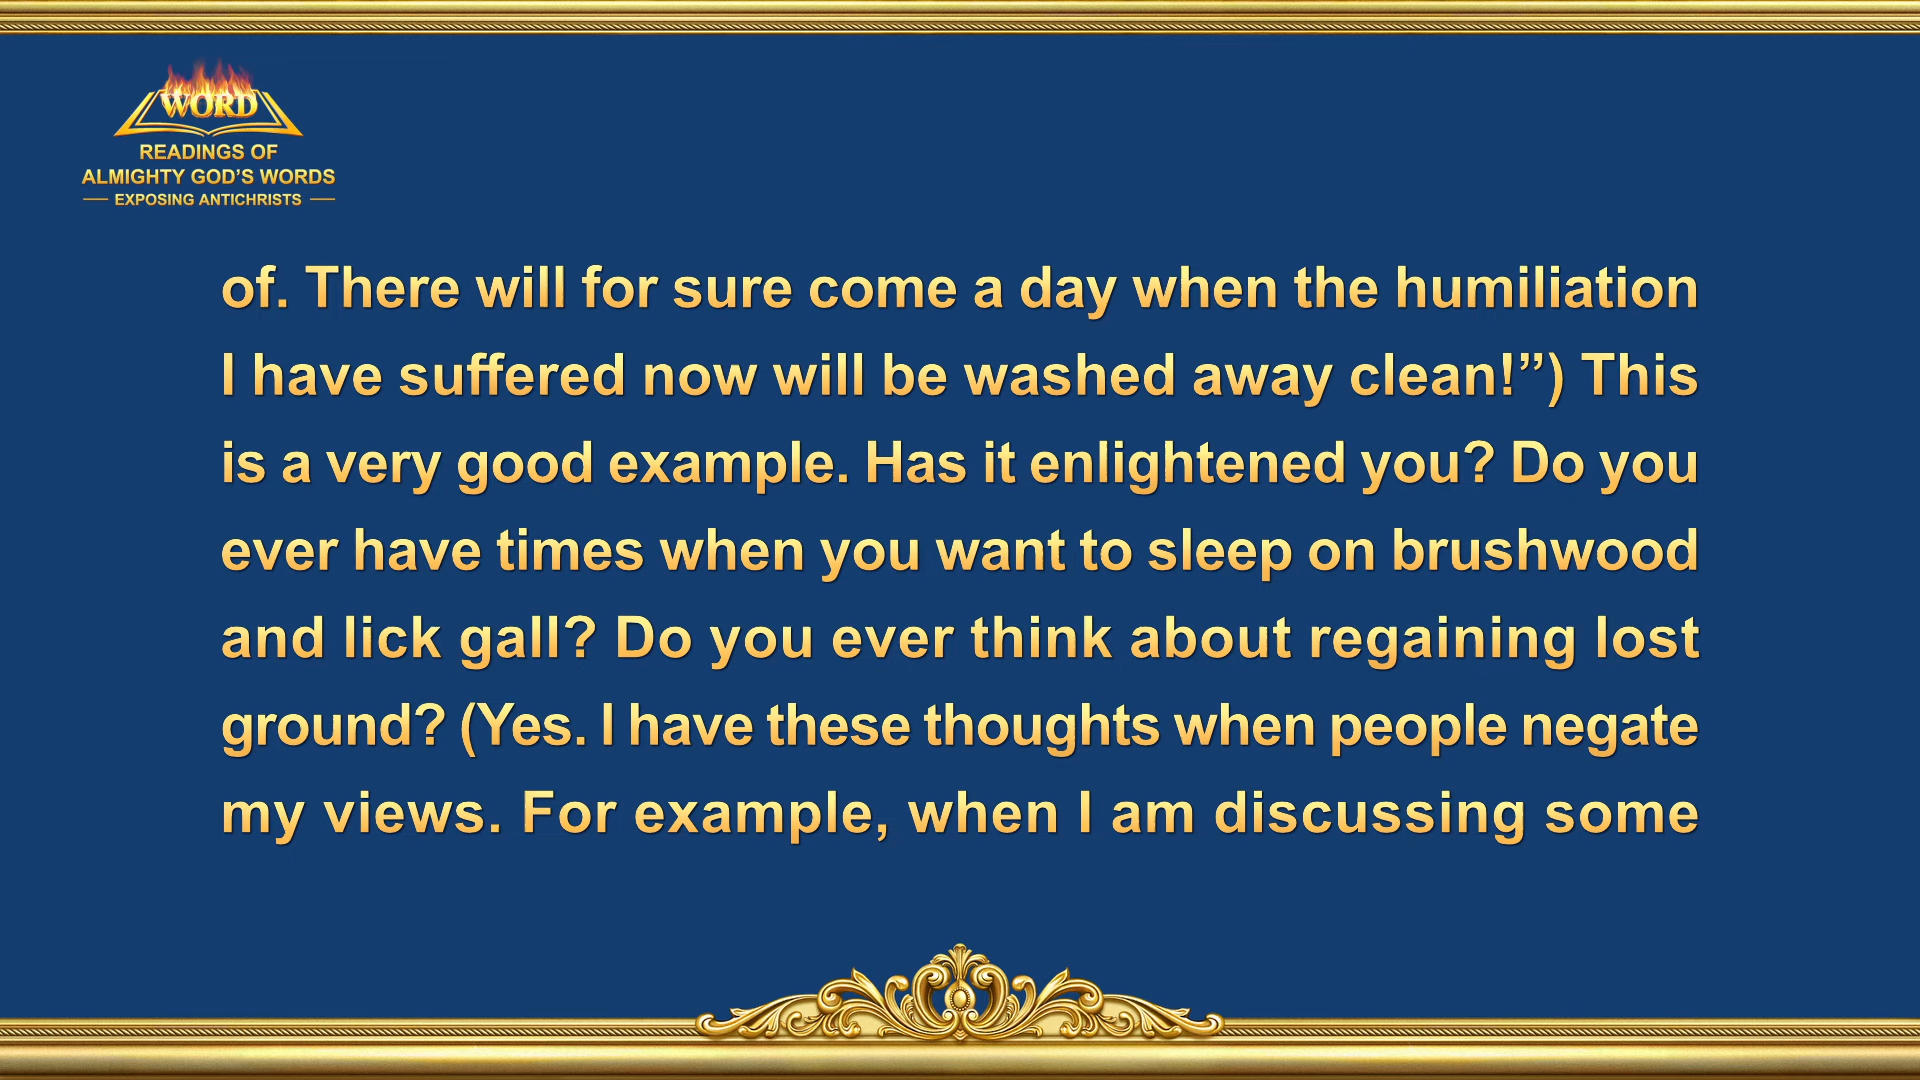 WORD
READINGS OF
ALMIGHTY GOD’S WORDS
EXPOSING ANTICHRISTS
of. There will for sure come a day when the humiliation
I have suffered now will be washed away clean!”) This
is a very good example. Has it enlightened you? Do you
ever have times when you want to sleep on brushwood
and lick gall? Do you ever think about regaining lost
ground? (Yes. I have these thoughts when people negate
my views. For example, when I am discussing some